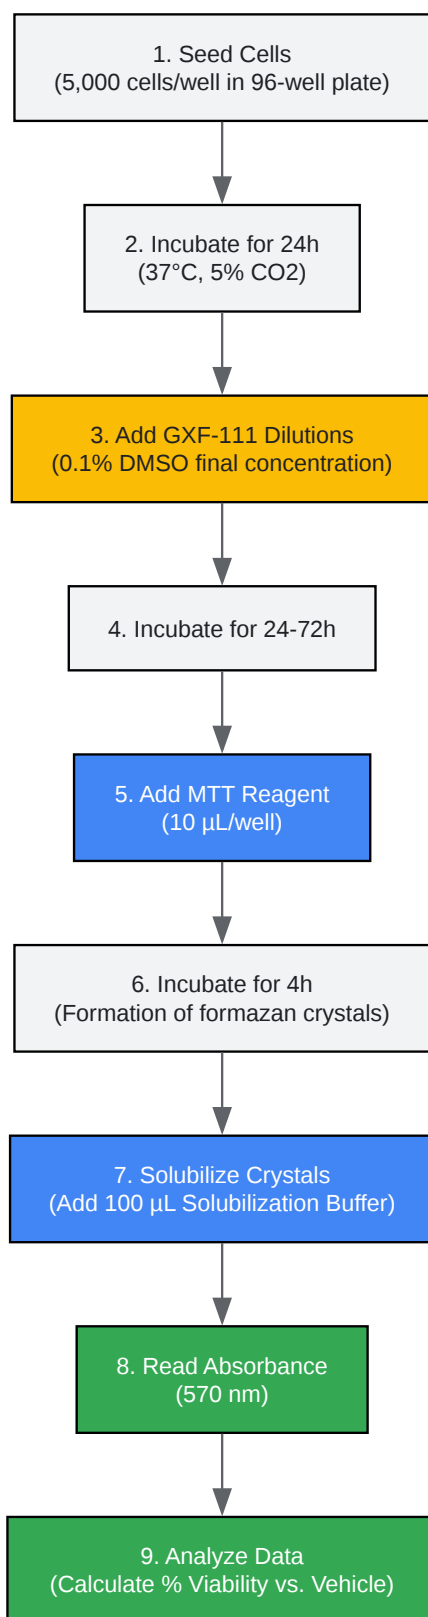 1. Seed Cells
(5,000 cells/well in 96-well plate)
2. Incubate for 24h
(37°C, 5% CO2)
3. Add GXF-111 Dilutions
(0.1% DMSO final concentration)
4. Incubate for 24-72h
5. Add MTT Reagent
(10 µL/well)
6. Incubate for 4h
(Formation of formazan crystals)
7. Solubilize Crystals
(Add 100 µL Solubilization Buffer)
8. Read Absorbance
(570 nm)
9. Analyze Data
(Calculate % Viability vs. Vehicle)